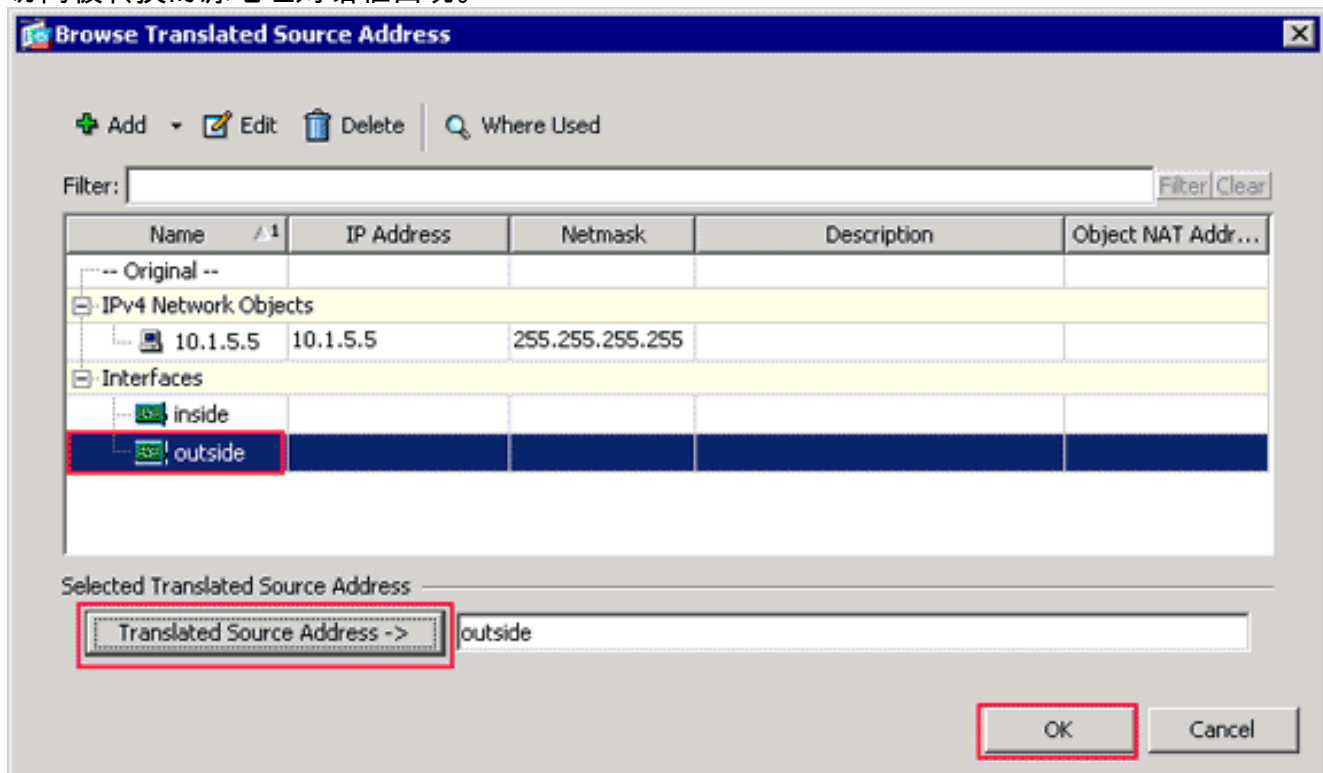 Browse Translated Source Address
Add Edit Delete Where Used
Filter: Filter Clear
Name 1 IP Address Netmask Description Object NAT Addr...
-- Original --
IPv4 Network Objects
10.1.5.5 10.1.5.5 255.255.255.255
Interfaces
inside
outside
Selected Translated Source Address
Translated Source Address -> outside
OK Cancel